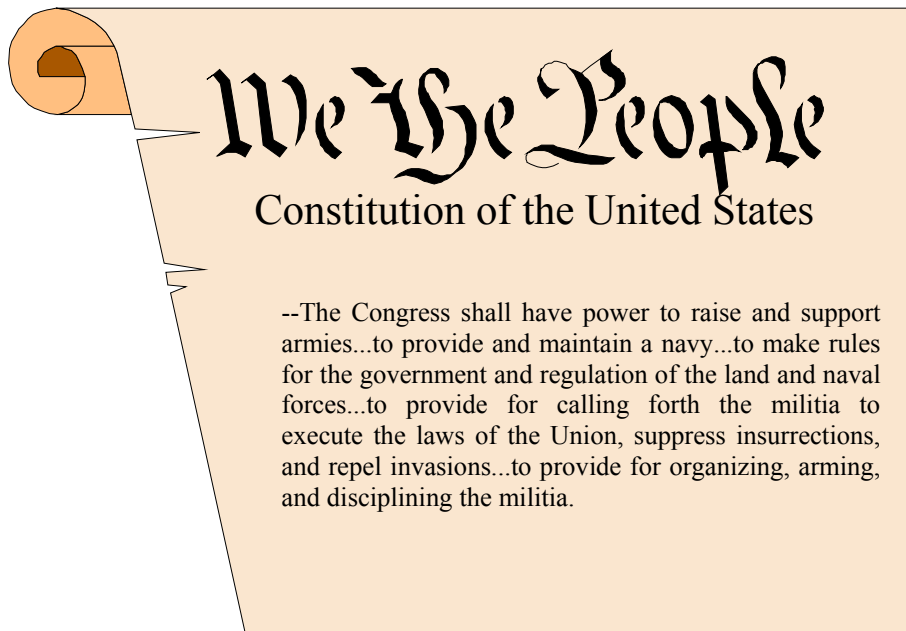 We The People
Constitution of the United States
--The Congress shall have power to raise and support
armies...to provide and maintain a navy...to make rules
for the government and regulation of the land and naval
forces...to provide for calling forth the militia to
execute the laws of the Union, suppress insurrections,
and repel invasions...to provide for organizing, arming,
and disciplining the militia.